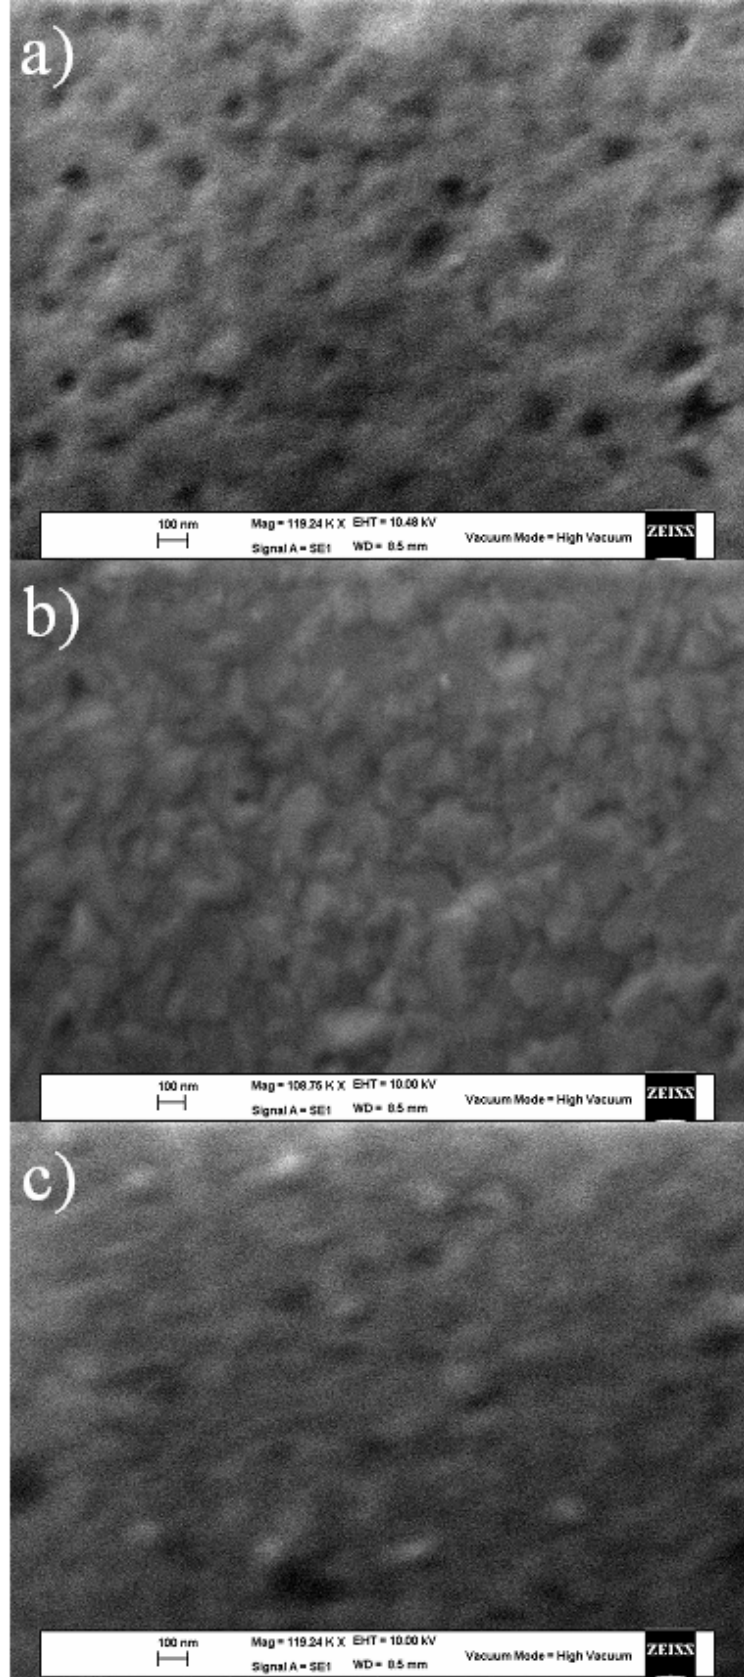 a)
100 nm Mag = 119.24 K X EHT = 10.48 kV
Signal A = SE1 WD = 8.5 mm Vacuum Mode = High Vacuum ZEISS
b)
100 nm Mag = 108.75 K X EHT = 10.00 kV
Signal A = SE1 WD = 8.5 mm Vacuum Mode = High Vacuum ZEISS
c)
100 nm Mag = 119.24 K X EHT = 10.00 kV
Signal A = SE1 WD = 8.5 mm Vacuum Mode = High Vacuum ZEISS